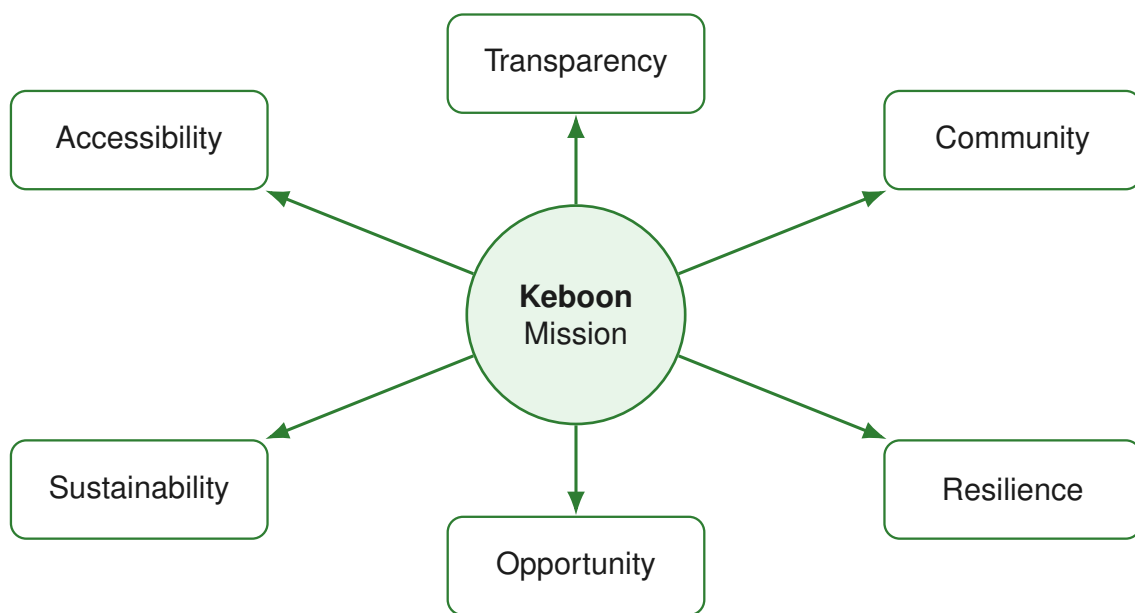 Transparency
Accessibility
Community
Keboon
Mission
Sustainability
Resilience
Opportunity